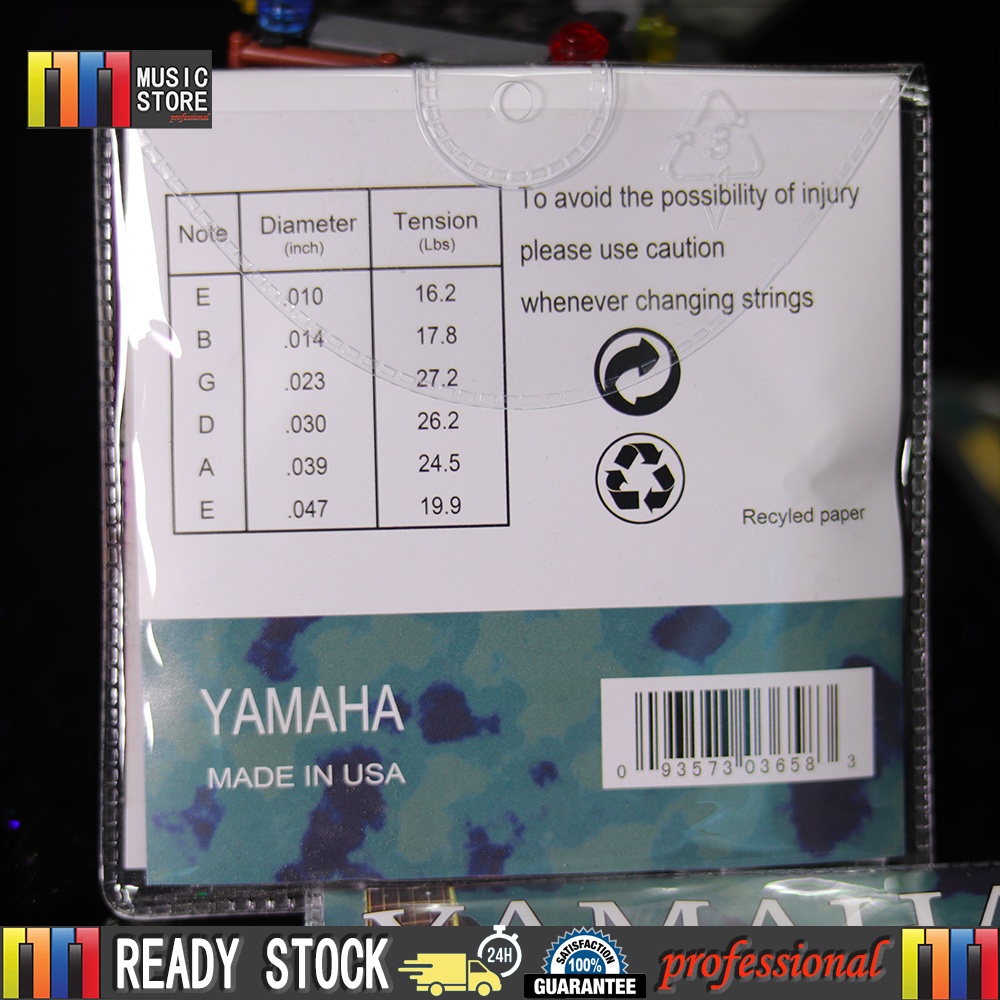 MUSIC
STORE
professional
Note Diameter Tension
(inch) (Lbs)
E .010 16.2
B .014 17.8
G .023 27.2
D .030 26.2
A .039 24.5
E .047 19.9
To avoid the possibility of injury
please use caution
whenever changing strings
Recyled paper
YAMAHA
MADE IN USA
0 93573 03658 3
YAMAHA
READY STOCK
24H
SATISFACTION
100%
GUARANTEE
professional